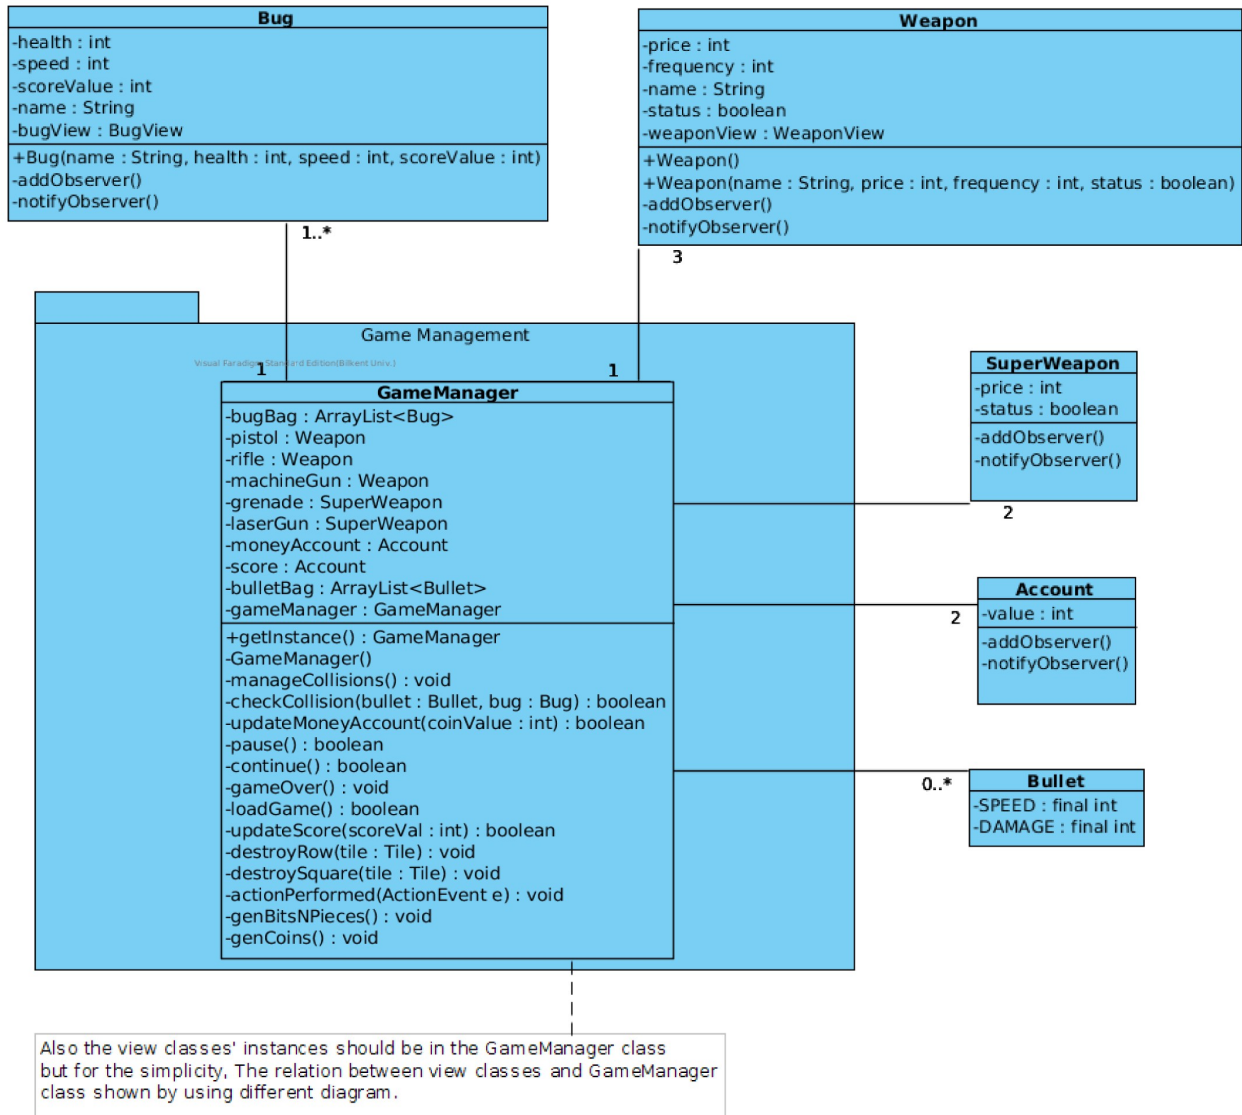 Bug
-health : int
-speed : int
-scoreValue : int
-name : String
-bugView : BugView
+Bug(name : String, health : int, speed : int, scoreValue : int)
-addObserver()
-notifyObserver()
1..*
Weapon
-price : int
-frequency : int
-name : String
-status : boolean
-weaponView : WeaponView
+Weapon()
+Weapon(name : String, price : int, frequency : int, status : boolean)
-addObserver()
-notifyObserver()
3
Game Management
Visual Paradigm Standard Edition(Bilkent Univ.)
1
1
GameManager
-bugBag : ArrayList<Bug>
-pistol : Weapon
-rifle : Weapon
-machineGun : Weapon
-grenade : SuperWeapon
-laserGun : SuperWeapon
-moneyAccount : Account
-score : Account
-bulletBag : ArrayList<Bullet>
-gameManager : GameManager
+getInstance() : GameManager
-GameManager()
-manageCollisions() : void
-checkCollision(bullet : Bullet, bug : Bug) : boolean
-updateMoneyAccount(coinValue : int) : boolean
-pause() : boolean
-continue() : boolean
-gameOver() : void
-loadGame() : boolean
-updateScore(scoreVal : int) : boolean
-destroyRow(tile : Tile) : void
-destroySquare(tile : Tile) : void
-actionPerformed(ActionEvent e) : void
-genBitsNPieces() : void
-genCoins() : void
SuperWeapon
-price : int
-status : boolean
-addObserver()
-notifyObserver()
2
Account
-value : int
-addObserver()
-notifyObserver()
2
Bullet
-SPEED : final int
-DAMAGE : final int
0..*
Also the view classes' instances should be in the GameManager class
but for the simplicity, The relation between view classes and GameManager
class shown by using different diagram.